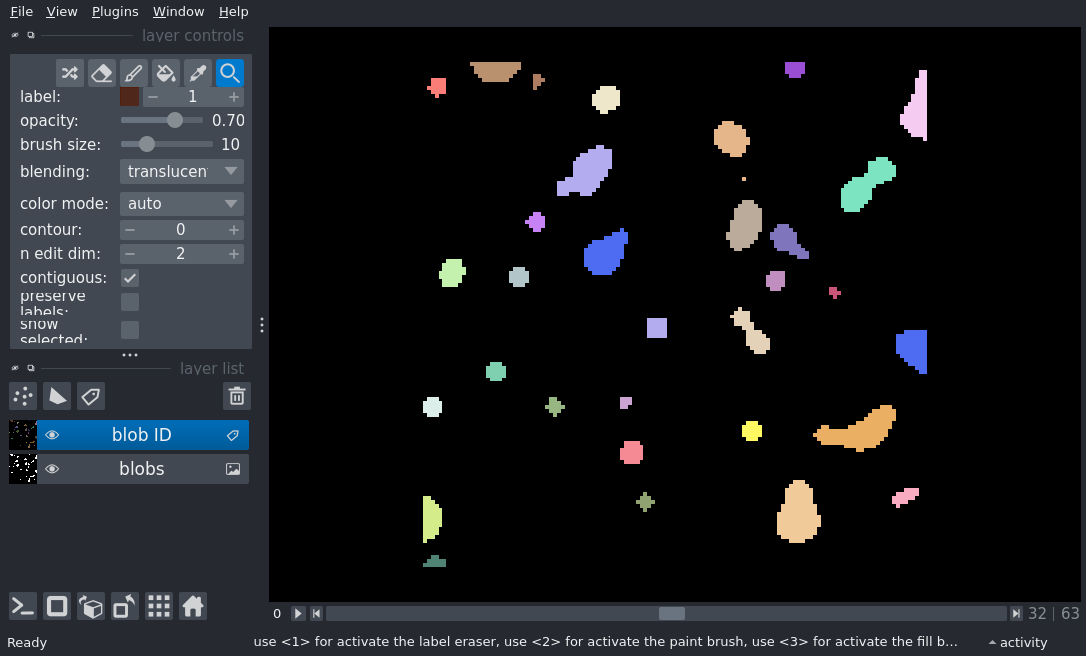 File View Plugins Window Help
layer controls
label: 1
opacity: 0.70
brush size: 10
blending: translucen
color mode: auto
contour: 0
n edit dim: 2
contiguous:
preserve
labels:
show
selected:
layer list
blob ID
blobs
0 32 | 63
Ready use <1> for activate the label eraser, use <2> for activate the paint brush, use <3> for activate the fill b... activity